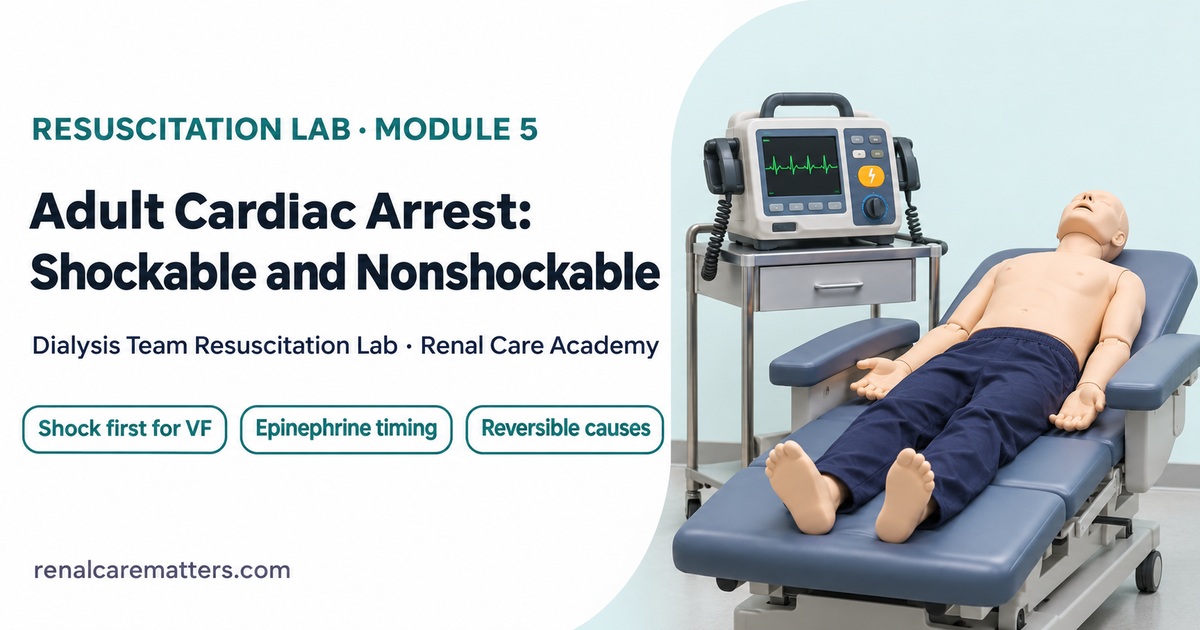 RESUSCITATION LAB · MODULE 5
Adult Cardiac Arrest:
Shockable and Nonshockable
Dialysis Team Resuscitation Lab · Renal Care Academy
Shock first for VF
Epinephrine timing
Reversible causes
renalcarematters.com